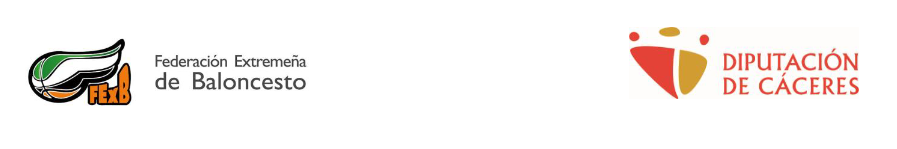 FExB
Federación Extremeña
de Baloncesto
DIPUTACIÓN
DE CÁCERES